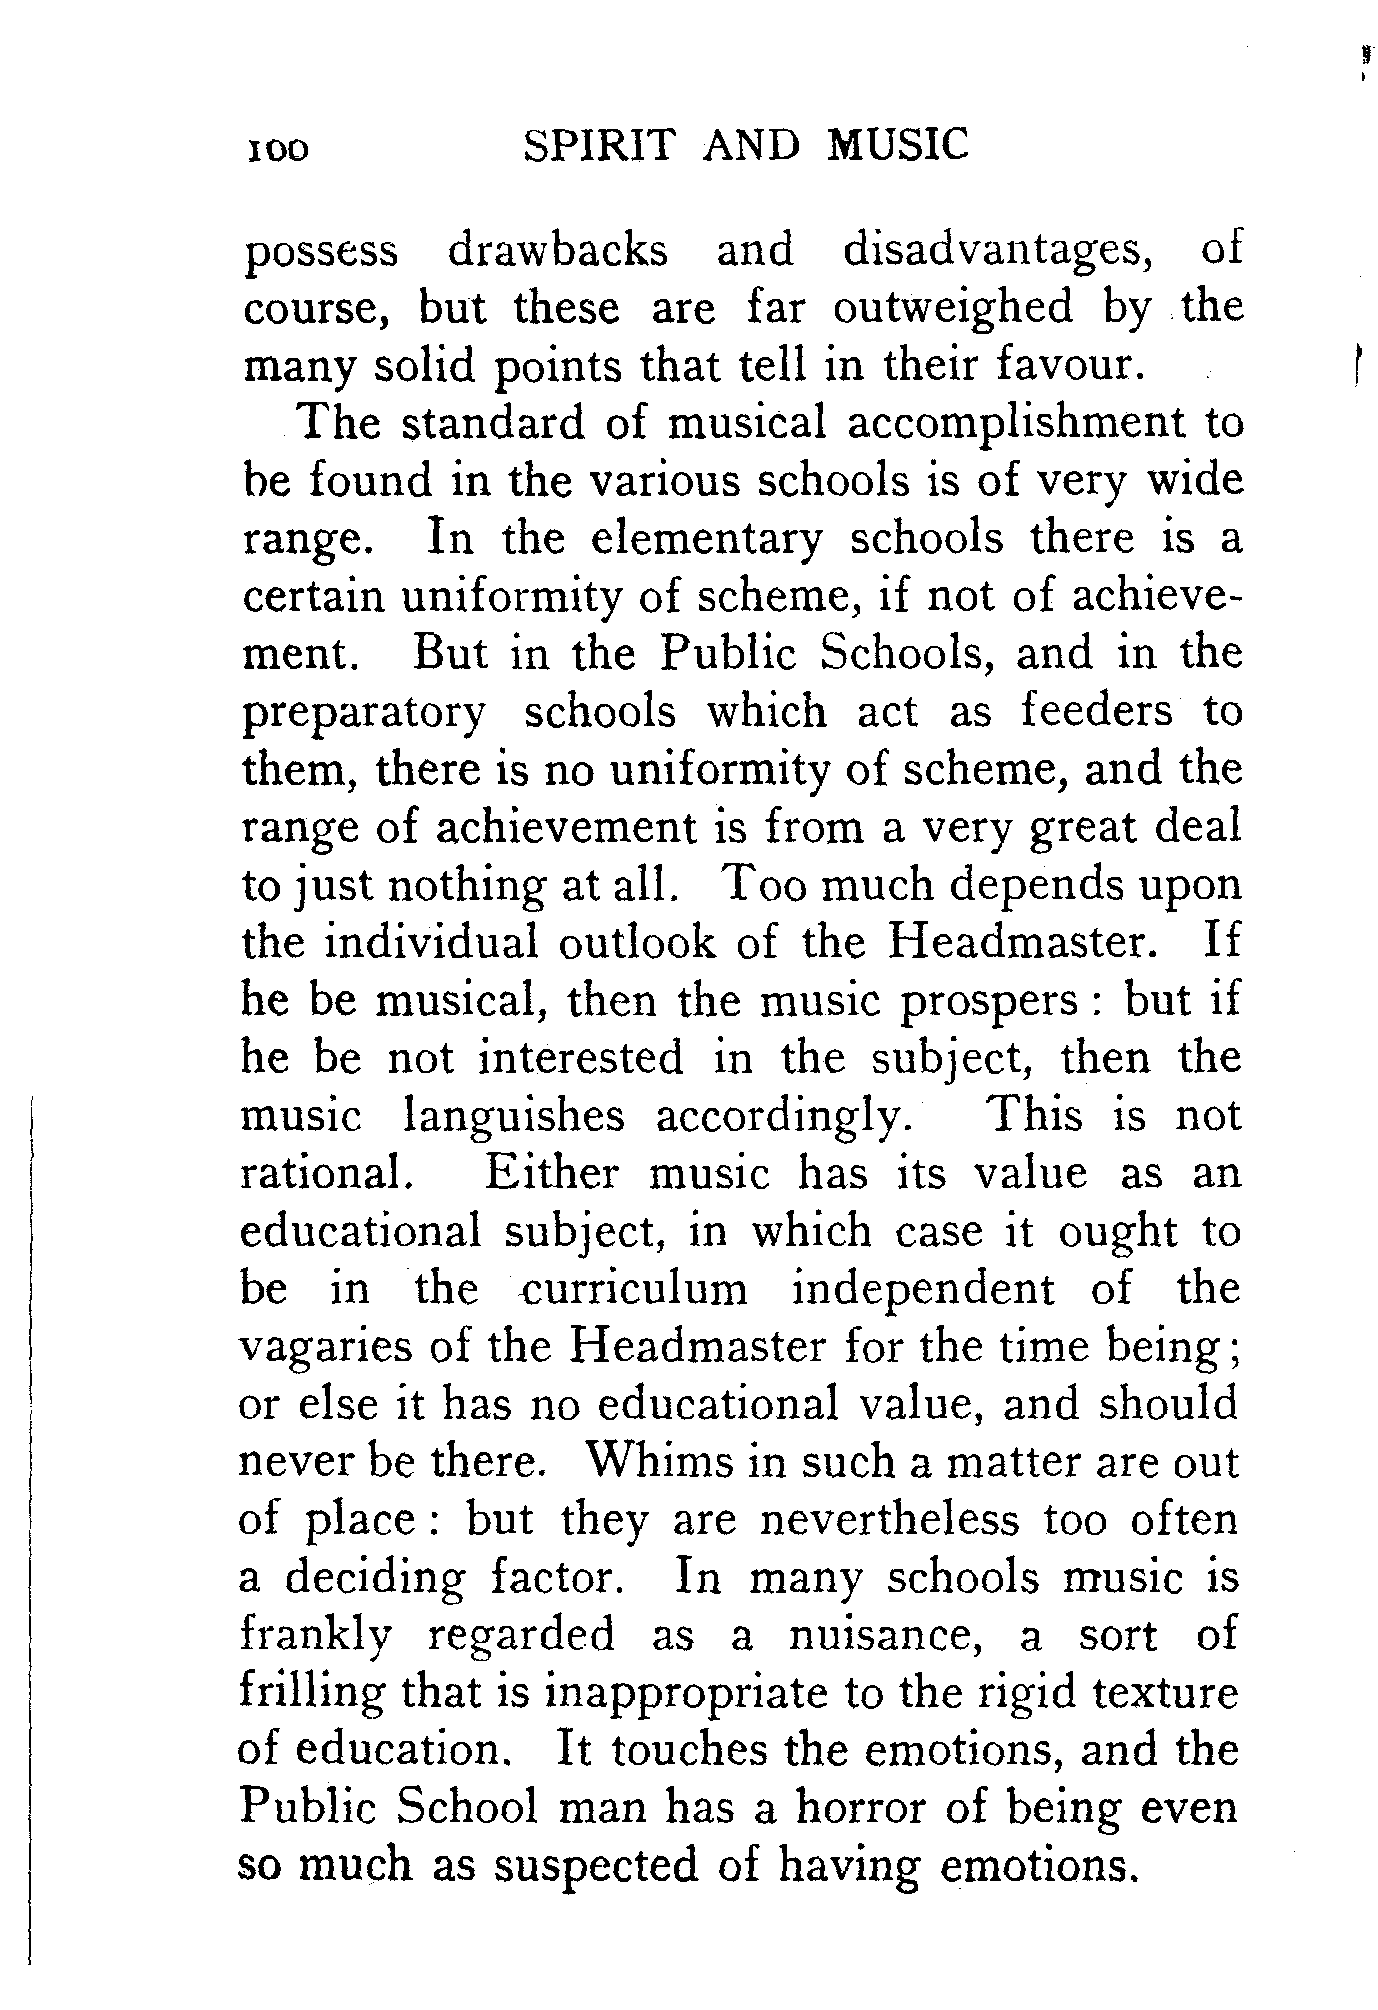 100 SPIRIT AND MUSIC
possess drawbacks and disadvantages, of
course, but these are far outweighed by the
many solid points that tell in their favour.
The standard of musical accomplishment to
be found in the various schools is of very wide
range. In the elementary schools there is a
certain uniformity of scheme, if not of achieve-
ment. But in the Public Schools, and in the
preparatory schools which act as feeders to
them, there is no uniformity of scheme, and the
range of achievement is from a very great deal
to just nothing at all. Too much depends upon
the individual outlook of the Headmaster. If
he be musical, then the music prospers : but if
he be not interested in the subject, then the
music languishes accordingly. This is not
rational. Either music has its value as an
educational subject, in which case it ought to
be in the curriculum independent of the
vagaries of the Headmaster for the time being ;
or else it has no educational value, and should
never be there. Whims in such a matter are out
of place : but they are nevertheless too often
a deciding factor. In many schools music is
frankly regarded as a nuisance, a sort of
frilling that is inappropriate to the rigid texture
of education. It touches the emotions, and the
Public School man has a horror of being even
so much as suspected of having emotions.